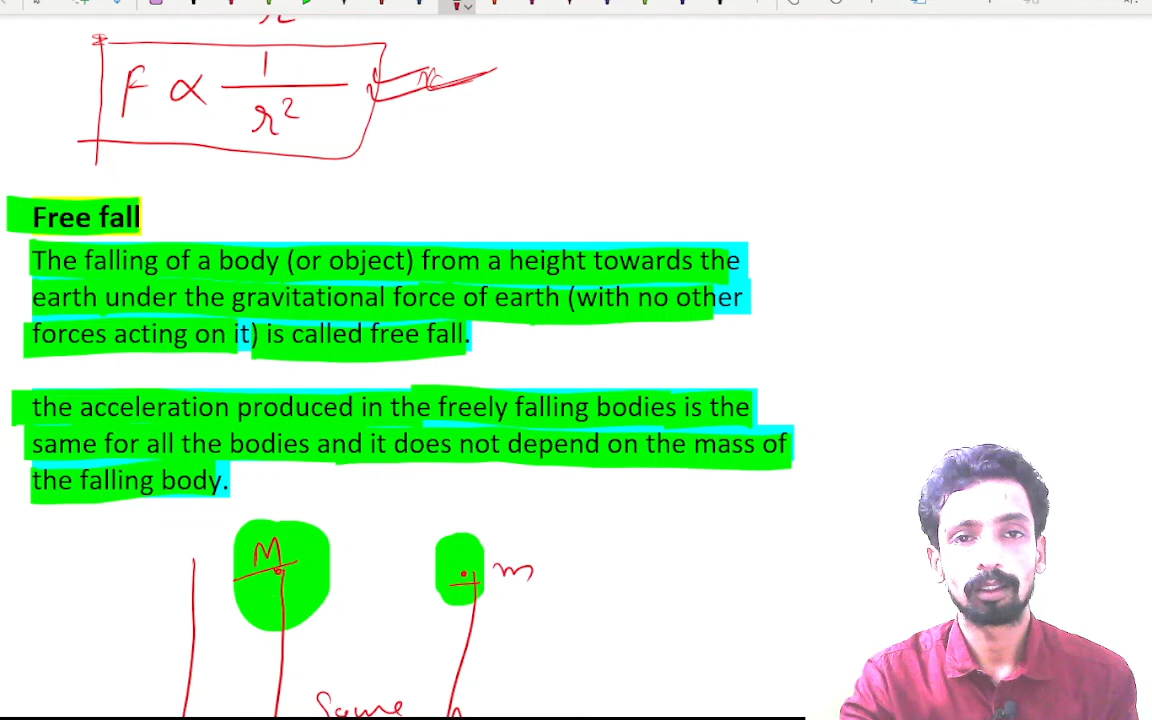 F ∝ 1/r²
Free fall
The falling of a body (or object) from a height towards the
earth under the gravitational force of earth (with no other
forces acting on it) is called free fall.
the acceleration produced in the freely falling bodies is the
same for all the bodies and it does not depend on the mass of
the falling body.
M
m
Same